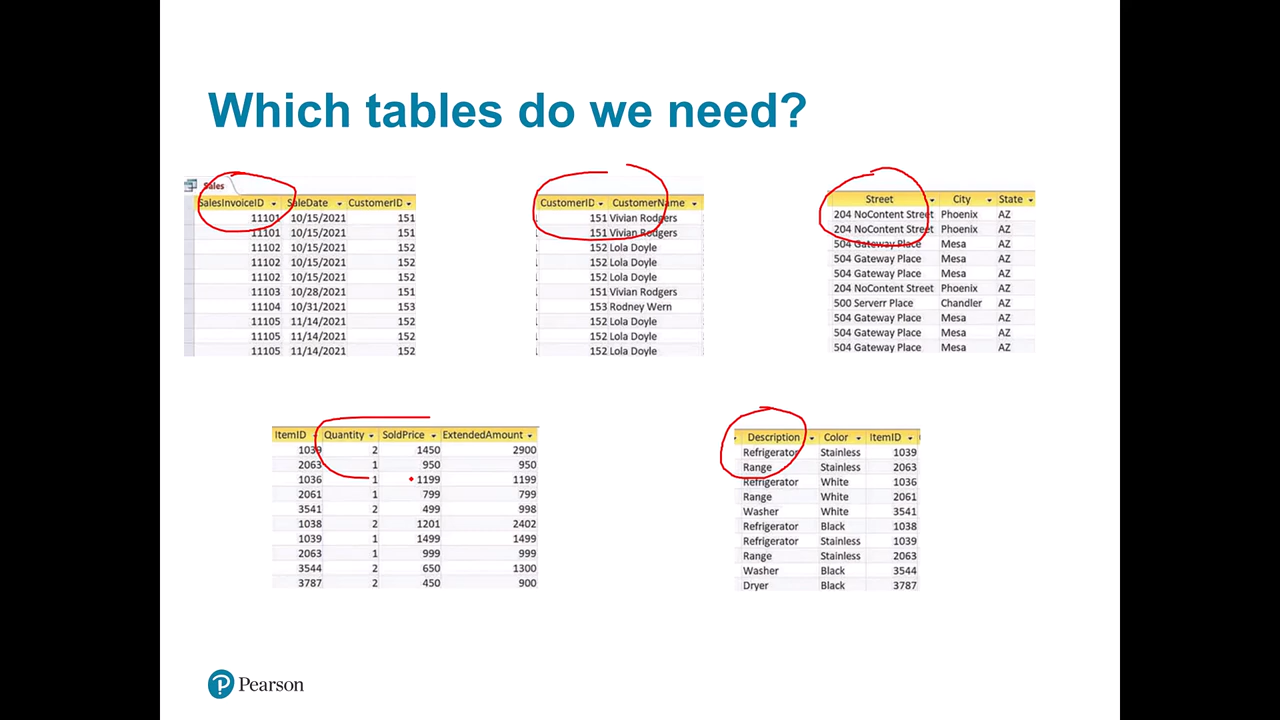 Which tables do we need?
Sales
SalesInvoiceID SaleDate CustomerID
11101 10/15/2021 151
11101 10/15/2021 151
11102 10/15/2021 152
11102 10/15/2021 152
11102 10/15/2021 152
11103 10/28/2021 151
11104 10/31/2021 153
11105 11/14/2021 152
11105 11/14/2021 152
11105 11/14/2021 152
CustomerID CustomerName
151 Vivian Rodgers
151 Vivian Rodgers
152 Lola Doyle
152 Lola Doyle
152 Lola Doyle
151 Vivian Rodgers
153 Rodney Wern
152 Lola Doyle
152 Lola Doyle
152 Lola Doyle
Street City State
204 NoContent Street Phoenix AZ
204 NoContent Street Phoenix AZ
504 Gateway Place Mesa AZ
504 Gateway Place Mesa AZ
504 Gateway Place Mesa AZ
204 NoContent Street Phoenix AZ
500 Serverr Place Chandler AZ
504 Gateway Place Mesa AZ
504 Gateway Place Mesa AZ
504 Gateway Place Mesa AZ
ItemID Quantity SoldPrice ExtendedAmount
1039 2 1450 2900
2063 1 950 950
1036 1 1199 1199
2061 1 799 799
3541 2 499 998
1038 2 1201 2402
1039 1 1499 1499
2063 1 999 999
3544 2 650 1300
3787 2 450 900
Description Color ItemID
Refrigerator Stainless 1039
Range Stainless 2063
Refrigerator White 1036
Range White 2061
Washer White 3541
Refrigerator Black 1038
Refrigerator Stainless 1039
Range Stainless 2063
Washer Black 3544
Dryer Black 3787
P Pearson